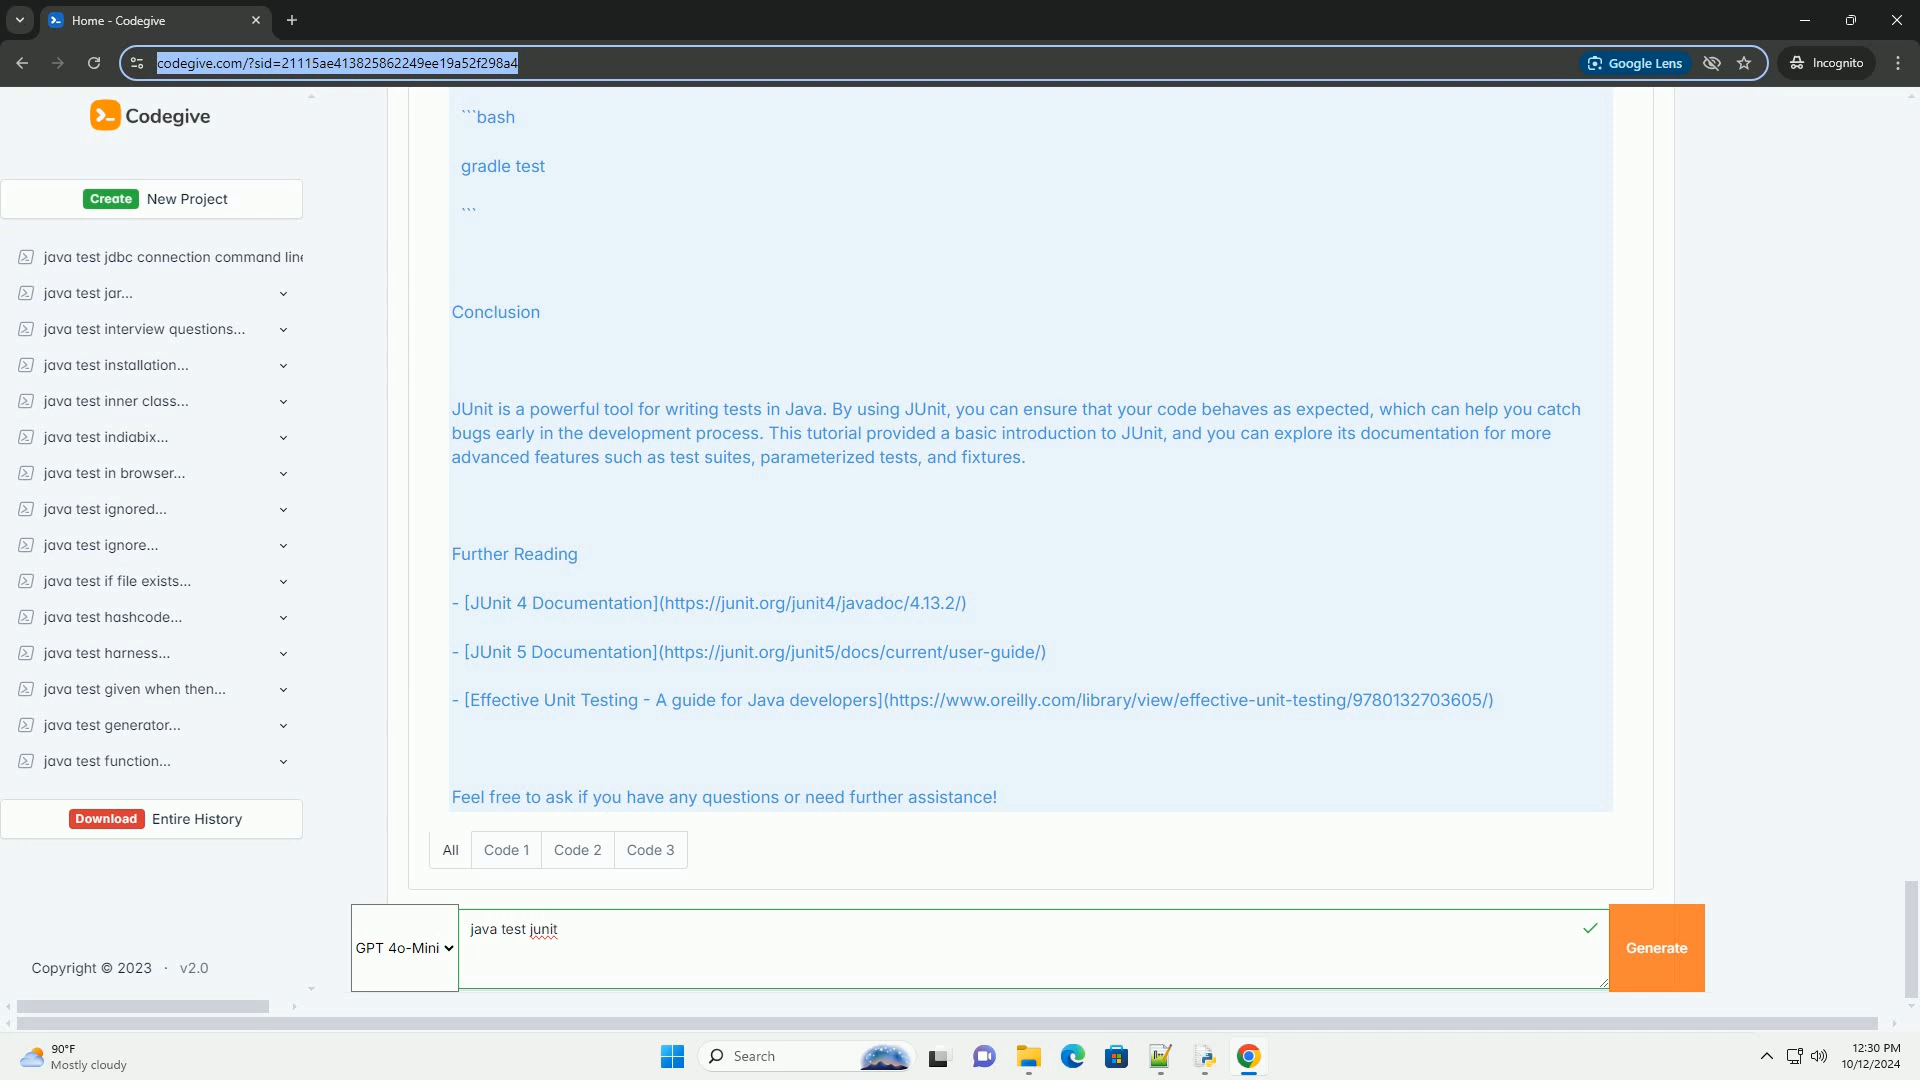 Home - Codegive
codegive.com/?sid=21115ae413825862249ee19a52f298a4
Google Lens
Incognito
Codegive
Create New Project
java test jdbc connection command line
java test jar...
java test interview questions...
java test installation...
java test inner class...
java test indiabix...
java test in browser...
java test ignored...
java test ignore...
java test if file exists...
java test hashcode...
java test harness...
java test given when then...
java test generator...
java test function...
Download Entire History
Copyright © 2023 · v2.0
```bash
gradle test
```
Conclusion
JUnit is a powerful tool for writing tests in Java. By using JUnit, you can ensure that your code behaves as expected, which can help you catch
bugs early in the development process. This tutorial provided a basic introduction to JUnit, and you can explore its documentation for more
advanced features such as test suites, parameterized tests, and fixtures.
Further Reading
- [JUnit 4 Documentation](https://junit.org/junit4/javadoc/4.13.2/)
- [JUnit 5 Documentation](https://junit.org/junit5/docs/current/user-guide/)
- [Effective Unit Testing - A guide for Java developers](https://www.oreilly.com/library/view/effective-unit-testing/9780132703605/)
Feel free to ask if you have any questions or need further assistance!
All Code 1 Code 2 Code 3
GPT 4o-Mini
java test junit
Generate
90°F
Mostly cloudy
Search
12:30 PM
10/12/2024